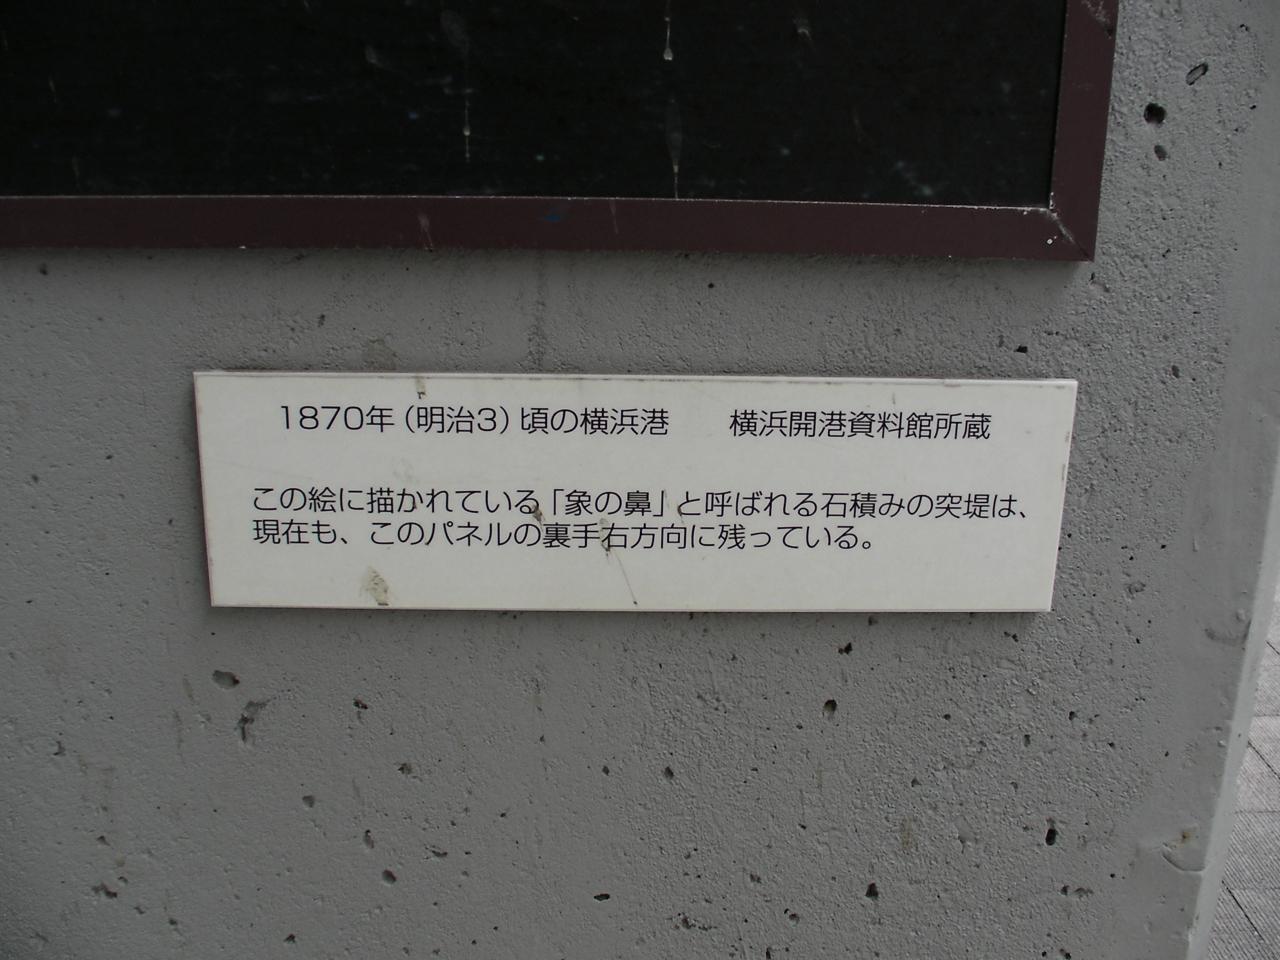 1870年（明治3）頃の横浜港　　横浜開港資料館所蔵
この絵に描かれている「象の鼻」と呼ばれる石積みの突堤は、
現在も、このパネルの裏手右方向に残っている。